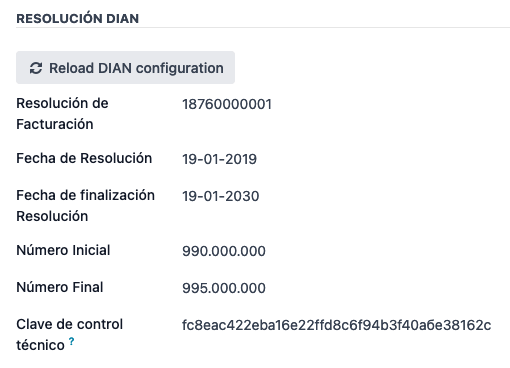 RESOLUCIÓN DIAN
Reload DIAN configuration
Resolución de 18760000001
Facturación
Fecha de Resolución 19-01-2019
Fecha de finalización 19-01-2030
Resolución
Número Inicial 990.000.000
Número Final 995.000.000
Clave de control fc8eac422eba16e22ffd8c6f94b3f40a6e38162c
técnico ?